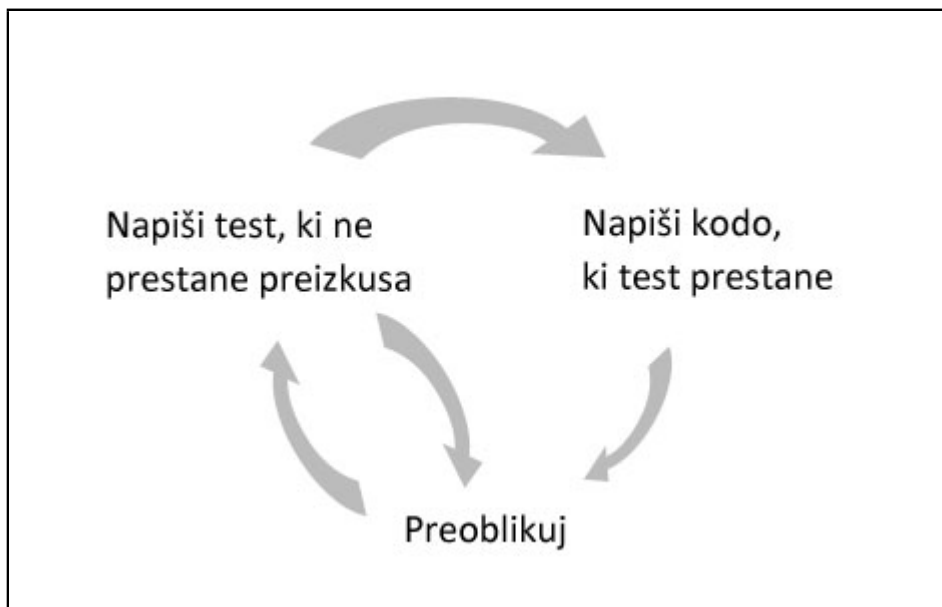 Napiši test, ki ne
prestane preizkusa
Napiši kodo,
ki test prestane
Preoblikuj